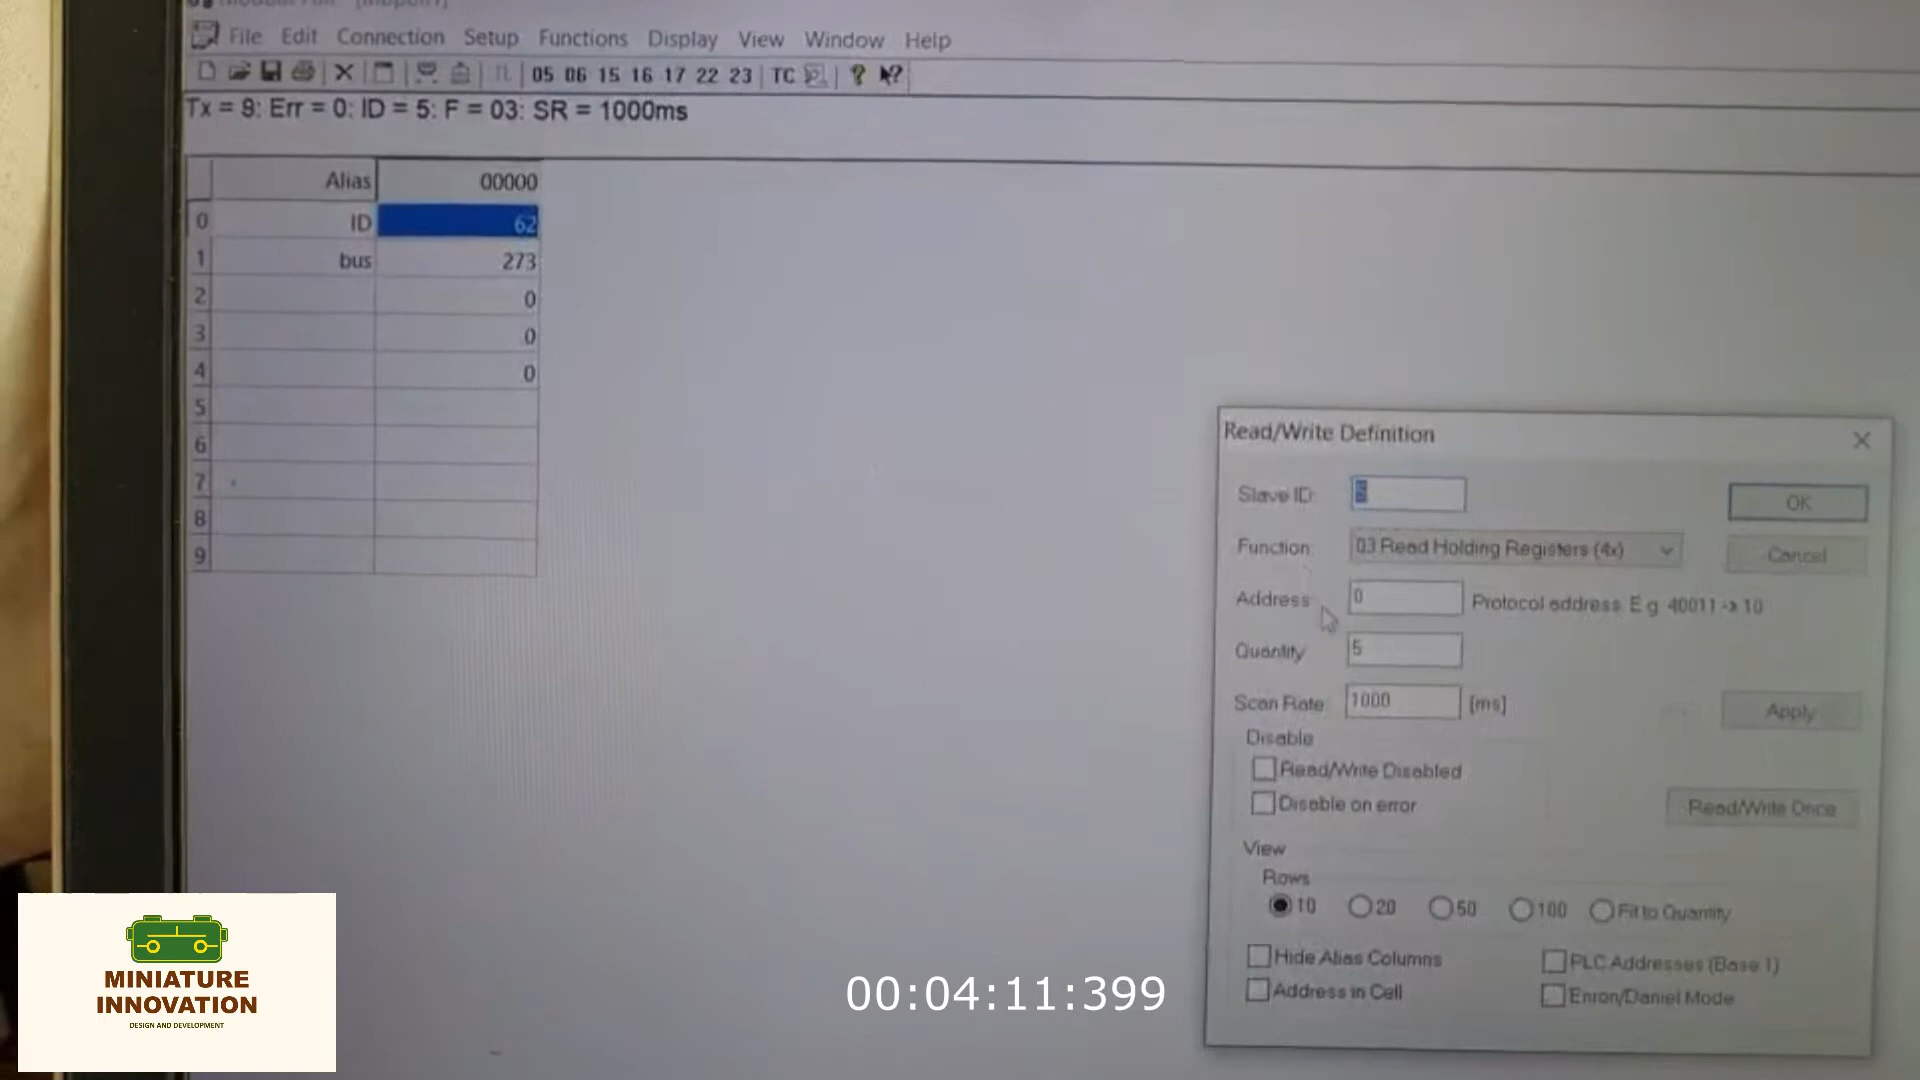 File Edit Connection Setup Functions Display View Window Help
05 06 15 16 17 22 23 TC
Tx = 9: Err = 0: ID = 5: F = 03: SR = 1000ms
Alias 00000
0 ID 62
1 bus 273
2 0
3 0
4 0
5
6
7
8
9
Read/Write Definition
Slave ID: OK
Function: 03 Read Holding Registers (4x) Cancel
Address: 0 Protocol address. E.g. 40011 -> 10
Quantity: 5
Scan Rate: 1000 [ms] Apply
Disable
Read/Write Disabled
Disable on error Read/Write Once
View
Rows
10 20 50 100 Fit to Quantity
Hide Alias Columns PLC Addresses (Base 1)
Address in Cell Enron/Daniel Mode
MINIATURE
INNOVATION
DESIGN AND DEVELOPMENT
00:04:11:399